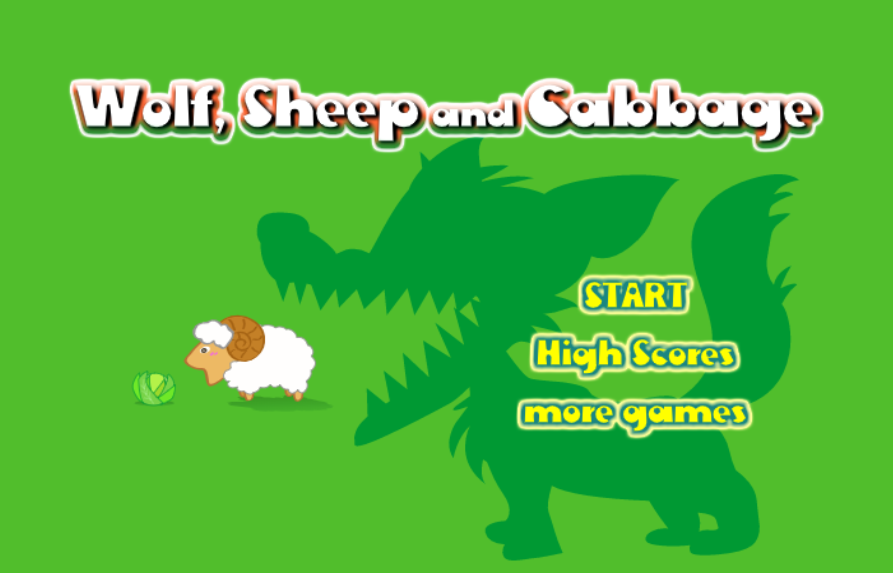 Wolf, Sheep and Cabbage
START
High Scores
more games